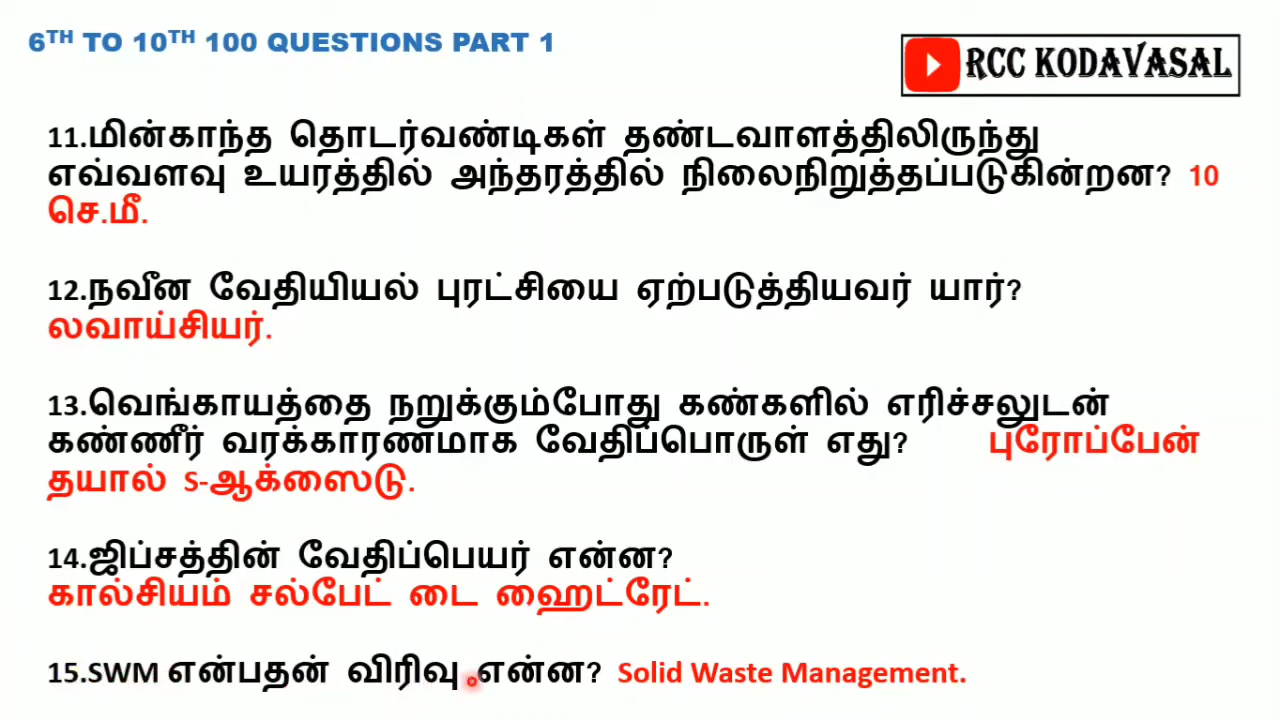 6TH TO 10TH 100 QUESTIONS PART 1
RCC KODAVASAL
11.மின்காந்த தொடர்வண்டிகள் தண்டவாளத்திலிருந்து
எவ்வளவு உயரத்தில் அந்தரத்தில் நிலைநிறுத்தப்படுகின்றன? 10
செ.மீ.
12.நவீன வேதியியல் புரட்சியை ஏற்படுத்தியவர் யார்?
லவாய்சியர்.
13.வெங்காயத்தை நறுக்கும்போது கண்களில் எரிச்சலுடன்
கண்ணீர் வரக்காரணமாக வேதிப்பொருள் எது? புரோப்பேன்
தயால் S-ஆக்ஸைடு.
14.ஜிப்சத்தின் வேதிப்பெயர் என்ன?
கால்சியம் சல்பேட் டை ஹைட்ரேட்.
15.SWM என்பதன் விரிவு என்ன? Solid Waste Management.